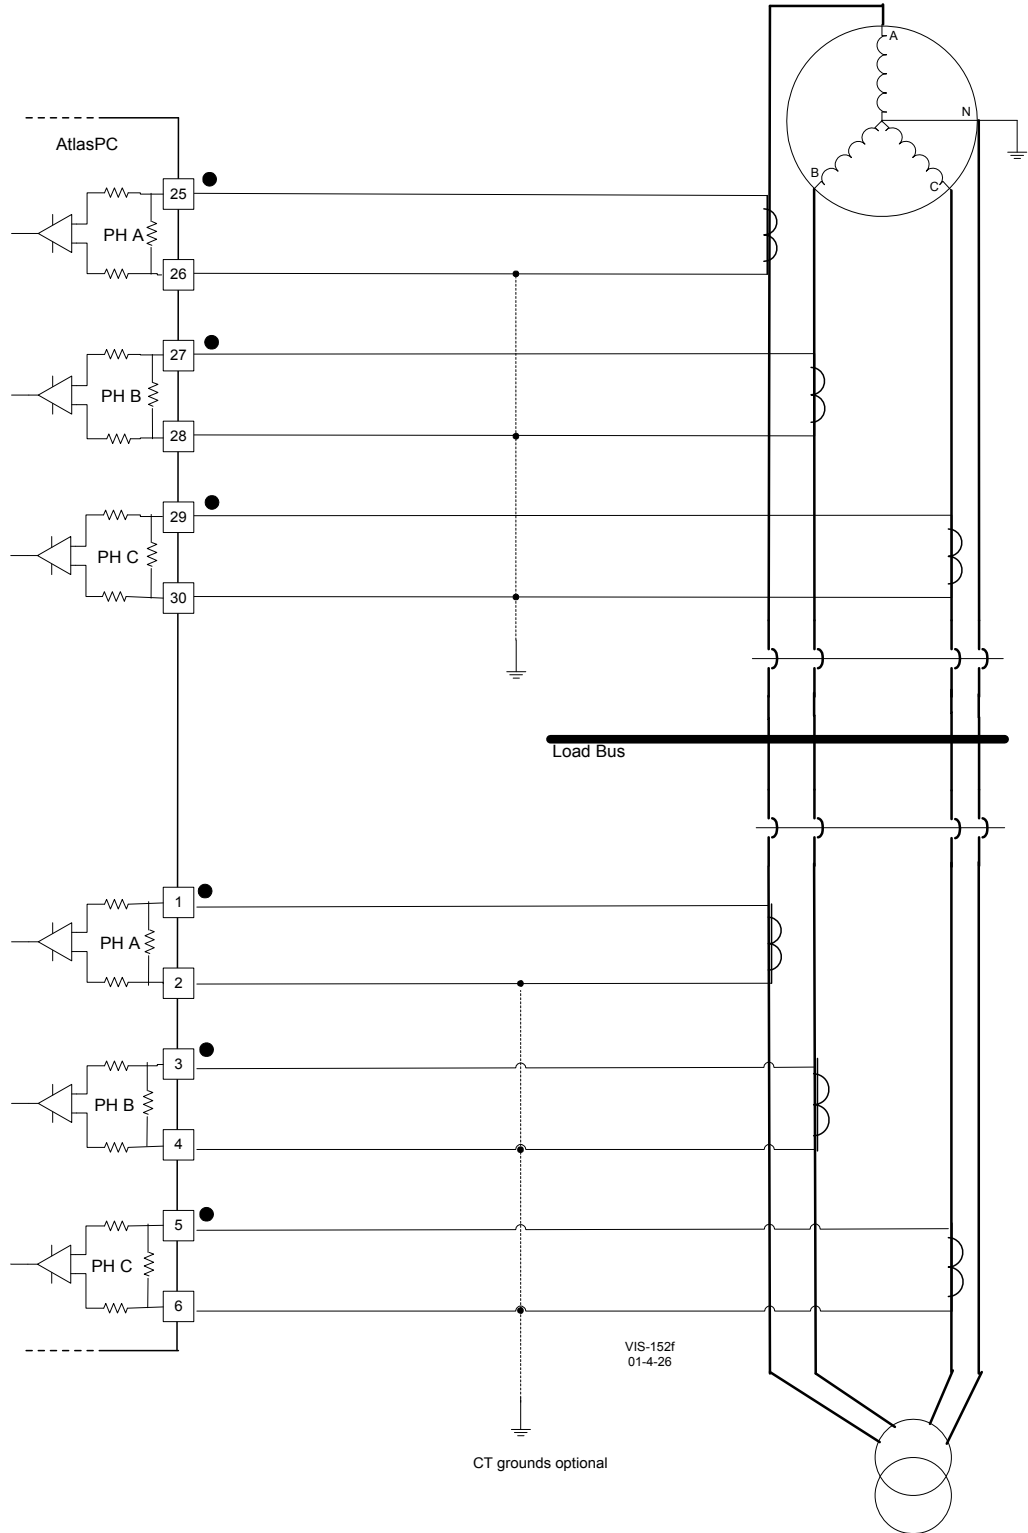 A
N
AtlasPC
B
C
25
PH A
26
27
PH B
28
29
PH C
30
Load Bus
1
PH A
2
3
PH B
4
5
PH C
6
VIS-152f
01-4-26
CT grounds optional